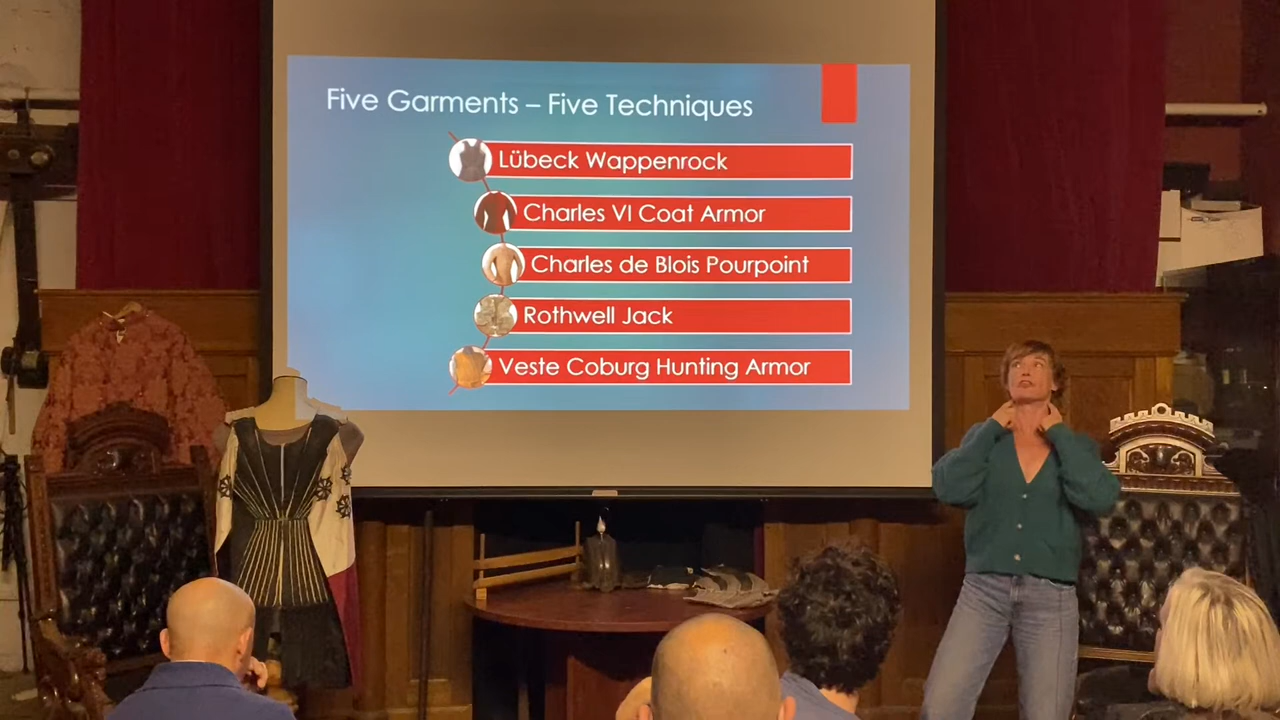 Five Garments – Five Techniques
Lübeck Wappenrock
Charles VI Coat Armor
Charles de Blois Pourpoint
Rothwell Jack
Veste Coburg Hunting Armor